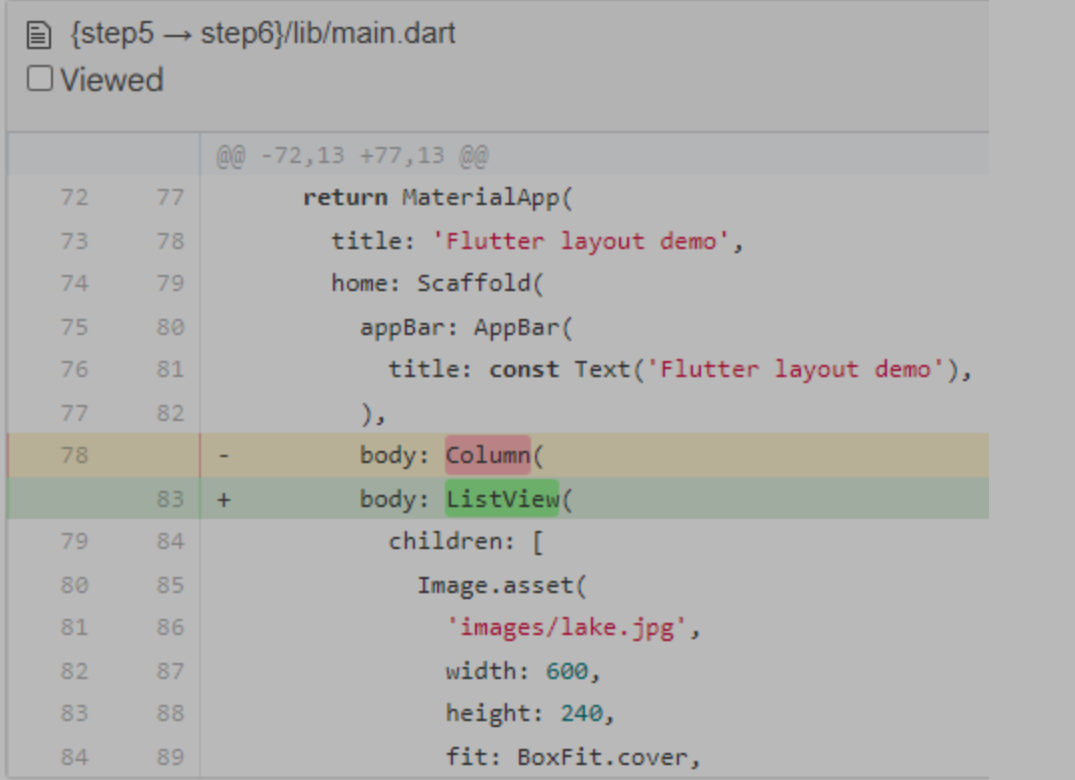 {step5 → step6}/lib/main.dart
Viewed
@@ -72,13 +77,13 @@
72 77 return MaterialApp(
73 78 title: 'Flutter layout demo',
74 79 home: Scaffold(
75 80 appBar: AppBar(
76 81 title: const Text('Flutter layout demo'),
77 82 ),
78 - body: Column(
83 + body: ListView(
79 84 children: [
80 85 Image.asset(
81 86 'images/lake.jpg',
82 87 width: 600,
83 88 height: 240,
84 89 fit: BoxFit.cover,